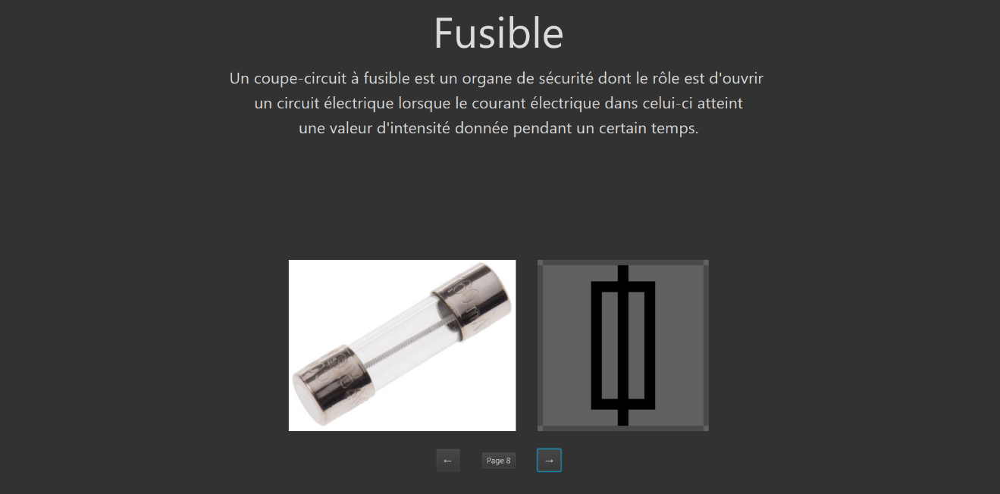 Fusible
Un coupe-circuit à fusible est un organe de sécurité dont le rôle est d'ouvrir
un circuit électrique lorsque le courant électrique dans celui-ci atteint
une valeur d'intensité donnée pendant un certain temps.
← Page 8 →